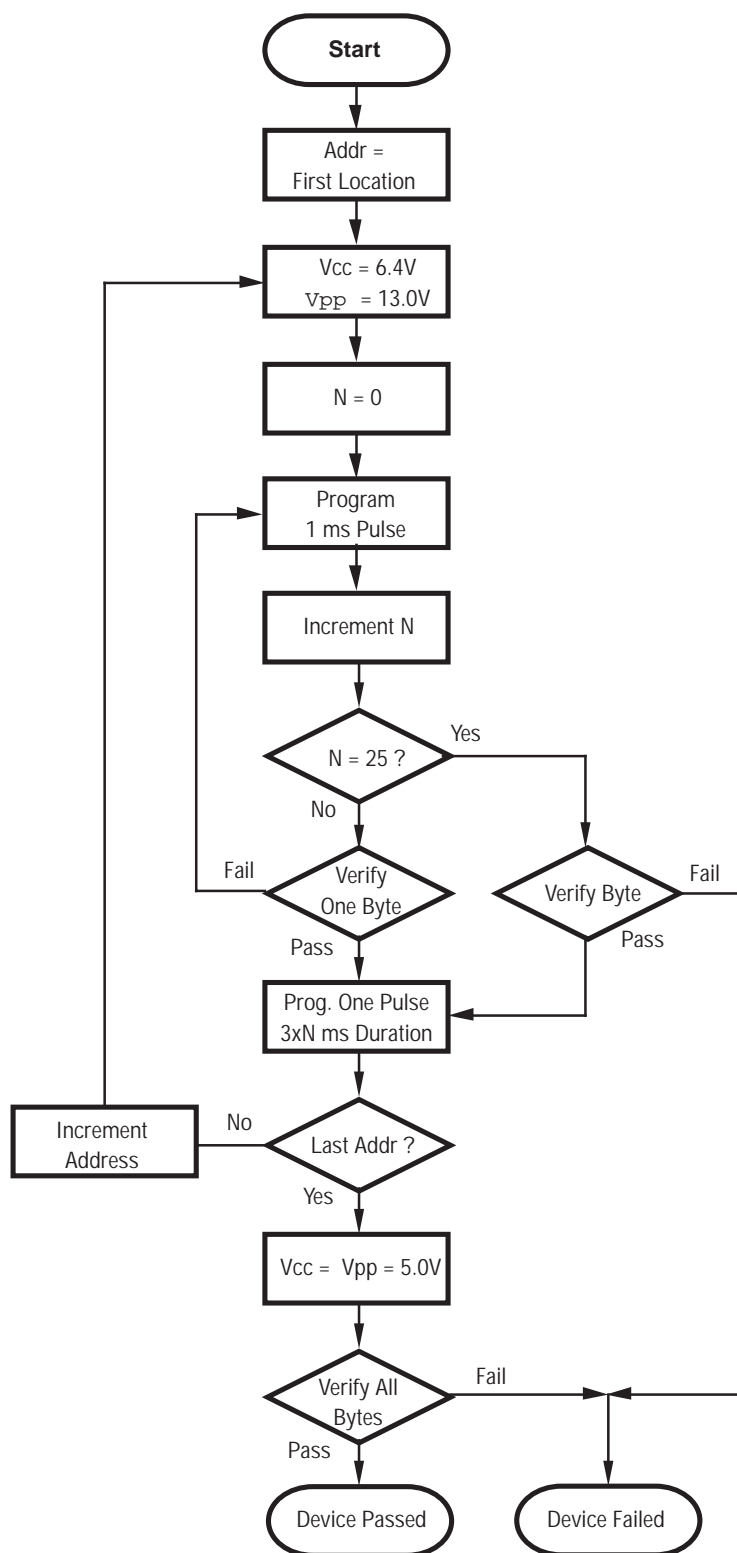 Start
Addr =
First Location
Vcc = 6.4V
Vpp = 13.0V
N = 0
Program
1 ms Pulse
Increment N
N = 25 ?
Yes
No
Fail
Verify
One Byte
Verify Byte
Fail
Pass
Pass
Prog. One Pulse
3xN ms Duration
Increment
Address
No
Last Addr ?
Yes
Vcc = Vpp = 5.0V
Verify All
Bytes
Fail
Pass
Device Passed
Device Failed